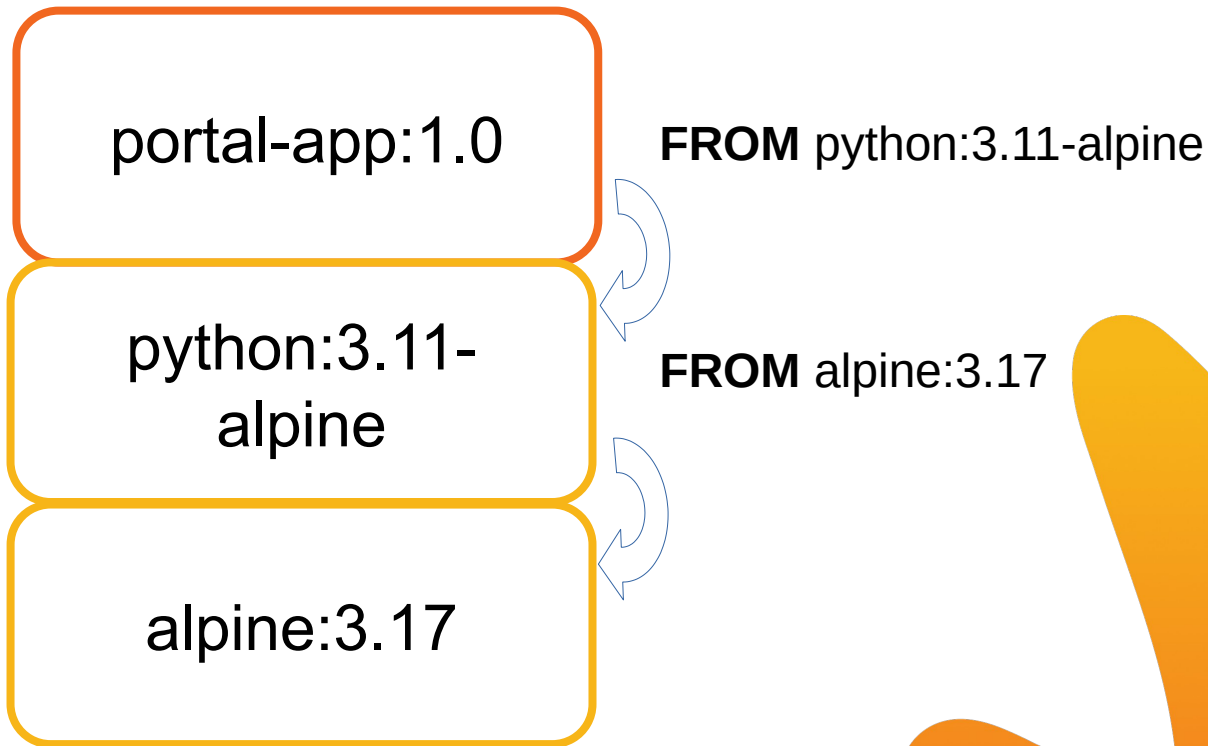 portal-app:1.0
FROM python:3.11-alpine
python:3.11-
alpine
FROM alpine:3.17
alpine:3.17